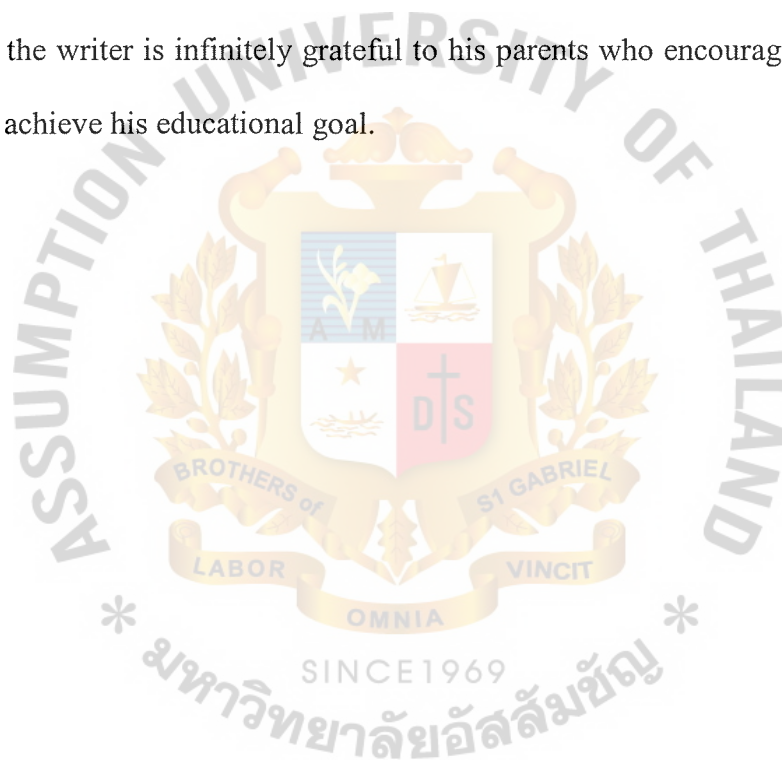 the writer is infinitely grateful to his parents who encourag
achieve his educational goal.
ASSUMPTION UNIVERSITY OF THAILAND
A M
D S
BROTHERS of S1 GABRIEL
LABOR OMNIA VINCIT
SINCE1969
* มหาวิทยาลัยอัสสัมชัญ *